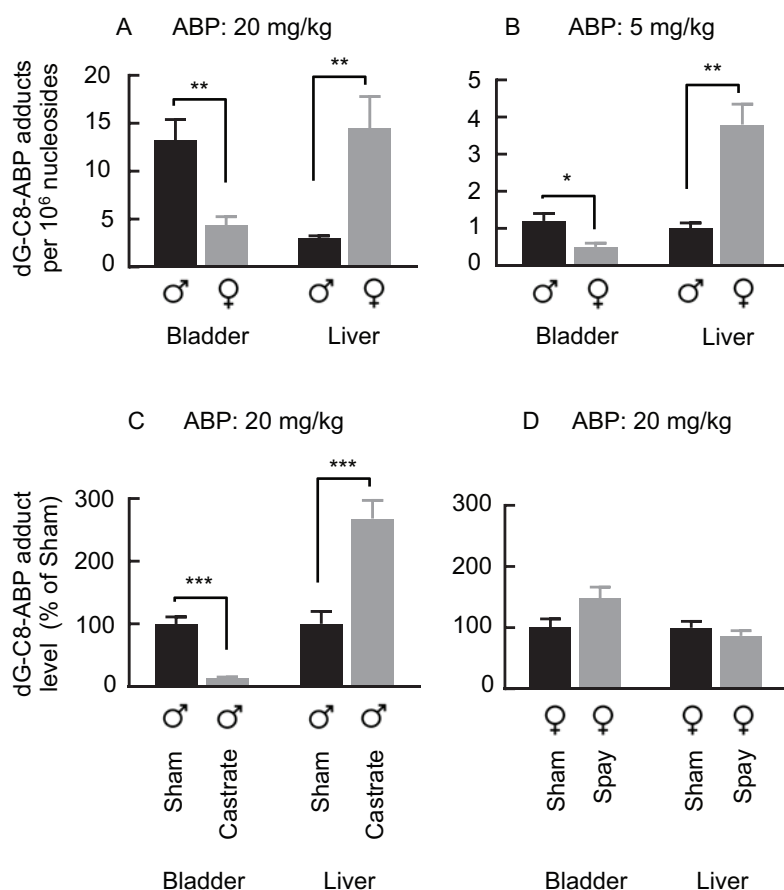 A ABP: 20 mg/kg
dG-C8-ABP adducts
per 10⁶ nucleosides
20
15
10
5
0
**
**
♂ ♀ ♂ ♀
Bladder Liver
B ABP: 5 mg/kg
5
4
3
2
1
0
*
**
♂ ♀ ♂ ♀
Bladder Liver
C ABP: 20 mg/kg
dG-C8-ABP adduct
level (% of Sham)
300
200
100
0
***
***
♂ ♂ ♂ ♂
Sham Castrate Sham Castrate
Bladder Liver
D ABP: 20 mg/kg
300
200
100
0
♀ ♀ ♀ ♀
Sham Spay Sham Spay
Bladder Liver